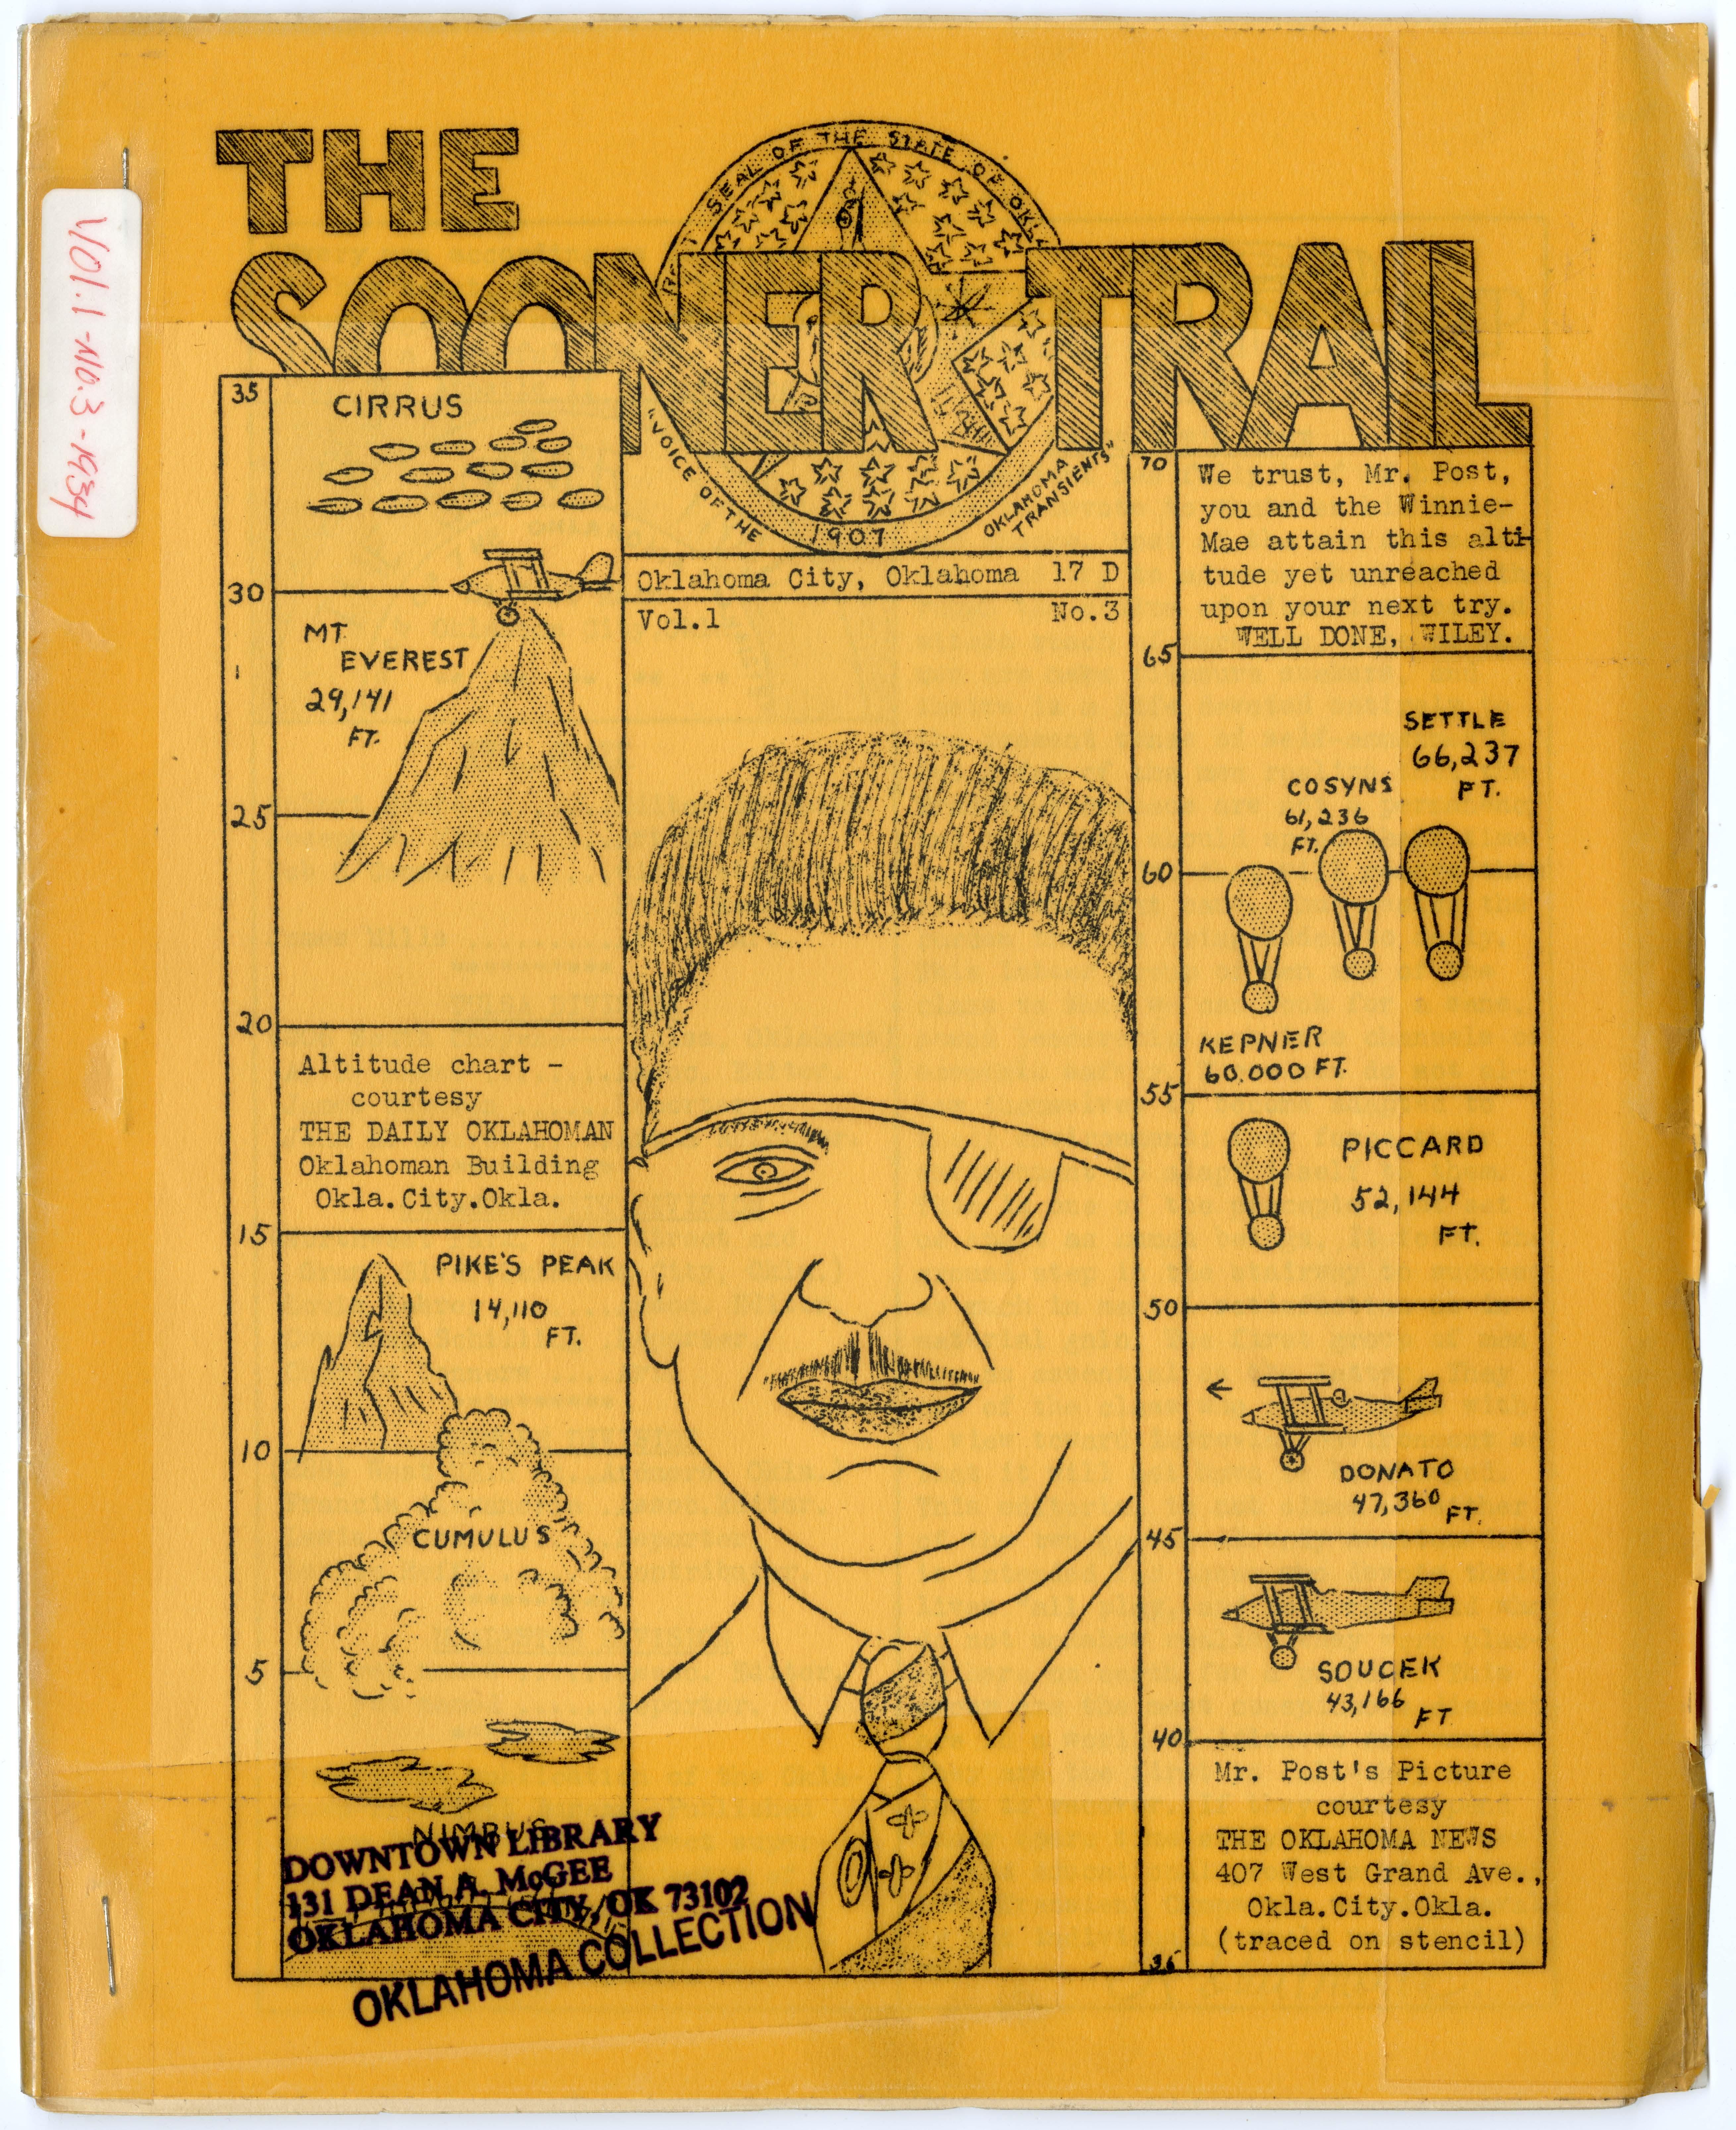 THE
SOONER TRAIL
SEAL OF THE STATE OF OKLA
"VOICE OF THE
OKLAHOMA
TRANSIENTS"
1907
Vol.1-No.3-1934
Oklahoma City, Oklahoma 17 D
Vol.1 No.3
35
CIRRUS
30
MT
EVEREST
29,141
FT.
25
20
Altitude chart -
courtesy
THE DAILY OKLAHOMAN
Oklahoman Building
Okla.City.Okla.
15
PIKE'S PEAK
14,110
FT.
10
CUMULUS
5
NIMBUS
DOWNTOWN LIBRARY
131 DEAN A. McGEE
OKLAHOMA CITY, OK 73102
OKLAHOMA COLLECTION
70
We trust, Mr. Post,
you and the Winnie-
Mae attain this alti-
tude yet unreached
upon your next try.
WELL DONE, WILEY.
65
SETTLE
66,237
FT.
COSYNS
61,236
FT.
60
KEPNER
60.000 FT.
55
PICCARD
52,144
FT.
50
DONATO
47,360
FT.
45
SOUCEK
43,166
FT
40
Mr. Post's Picture
courtesy
THE OKLAHOMA NEWS
407 West Grand Ave.,
Okla.City.Okla.
(traced on stencil)
36